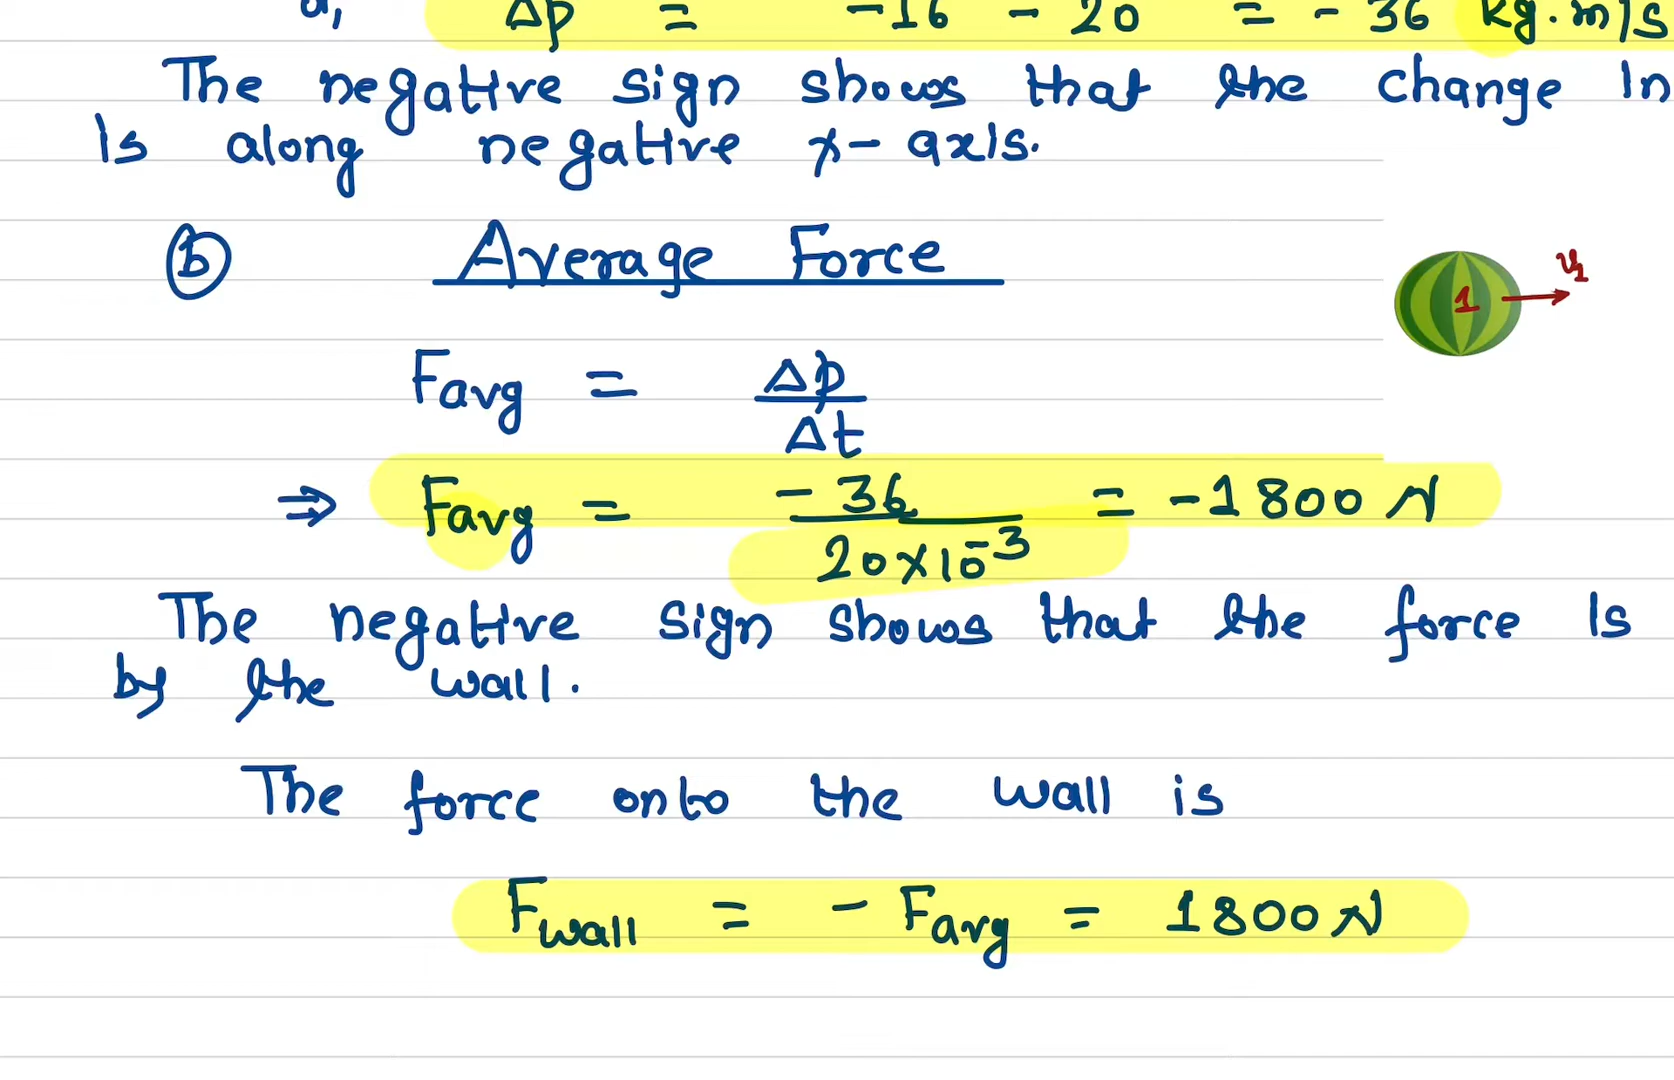 Δp = -16 - 20 = -36 kg.m/s
The negative sign shows that the change in
is along negative x-axis.
ⓑ Average Force
v₁
1
Favg = Δp/Δt
⇒ Favg = -36/20×10⁻³ = -1800 N
The negative sign shows that the force is
by the wall.
The force onto the wall is
Fwall = - Favg = 1800 N